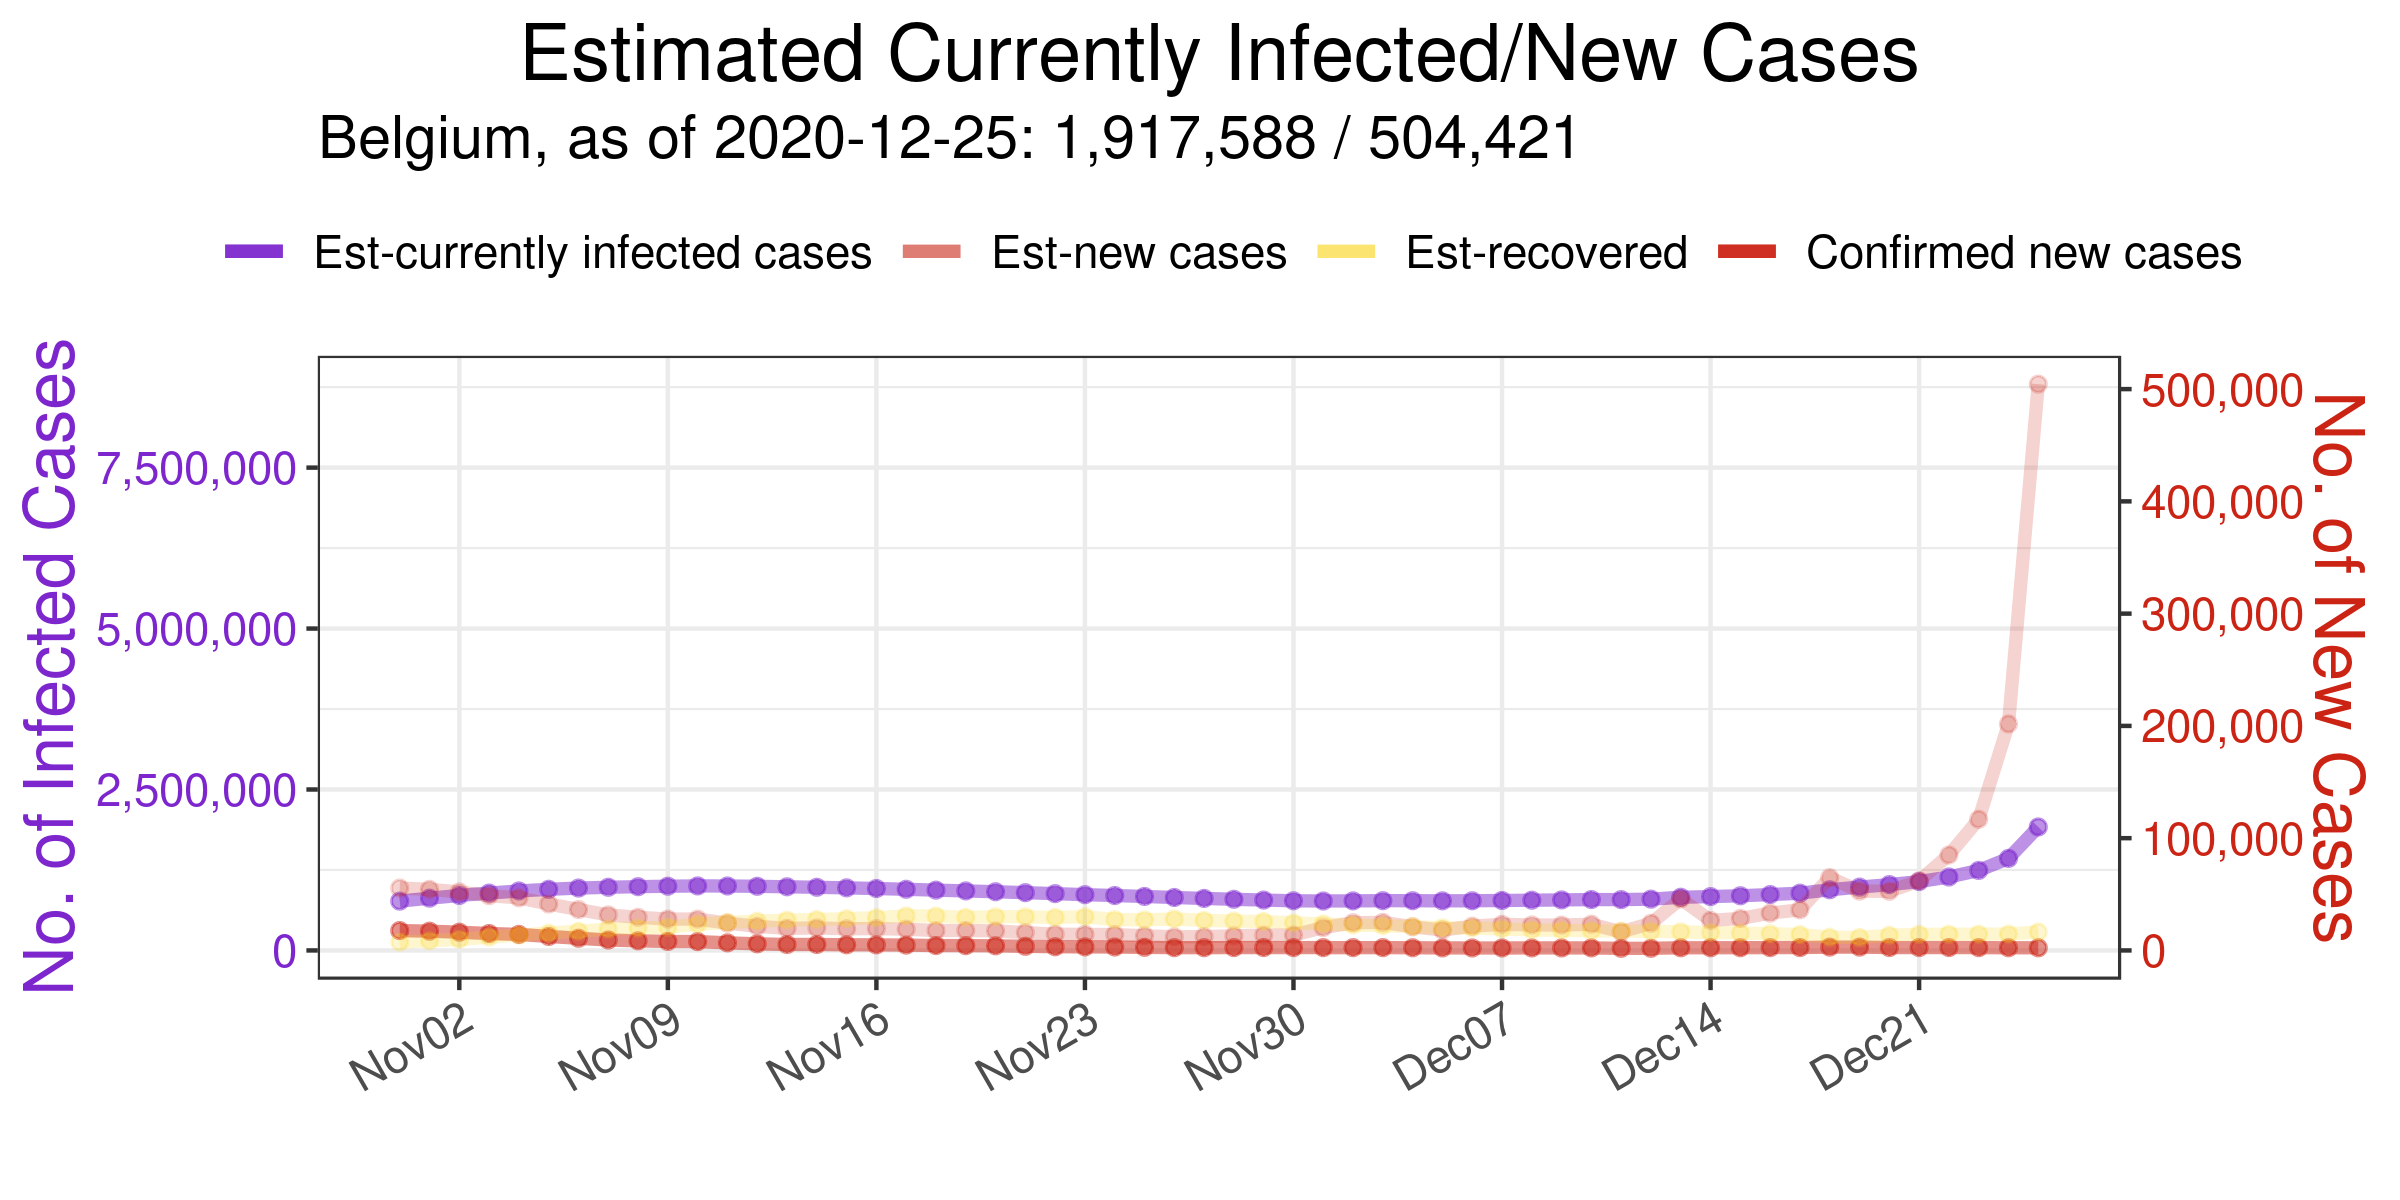 Estimated Currently Infected/New Cases
Belgium, as of 2020-12-25: 1,917,588 / 504,421
Est-currently infected cases Est-new cases Est-recovered Confirmed new cases
No. of Infected Cases
7,500,000
5,000,000
2,500,000
0
500,000
400,000
300,000
200,000
100,000
0
No. of New Cases
Nov02 Nov09 Nov16 Nov23 Nov30 Dec07 Dec14 Dec21